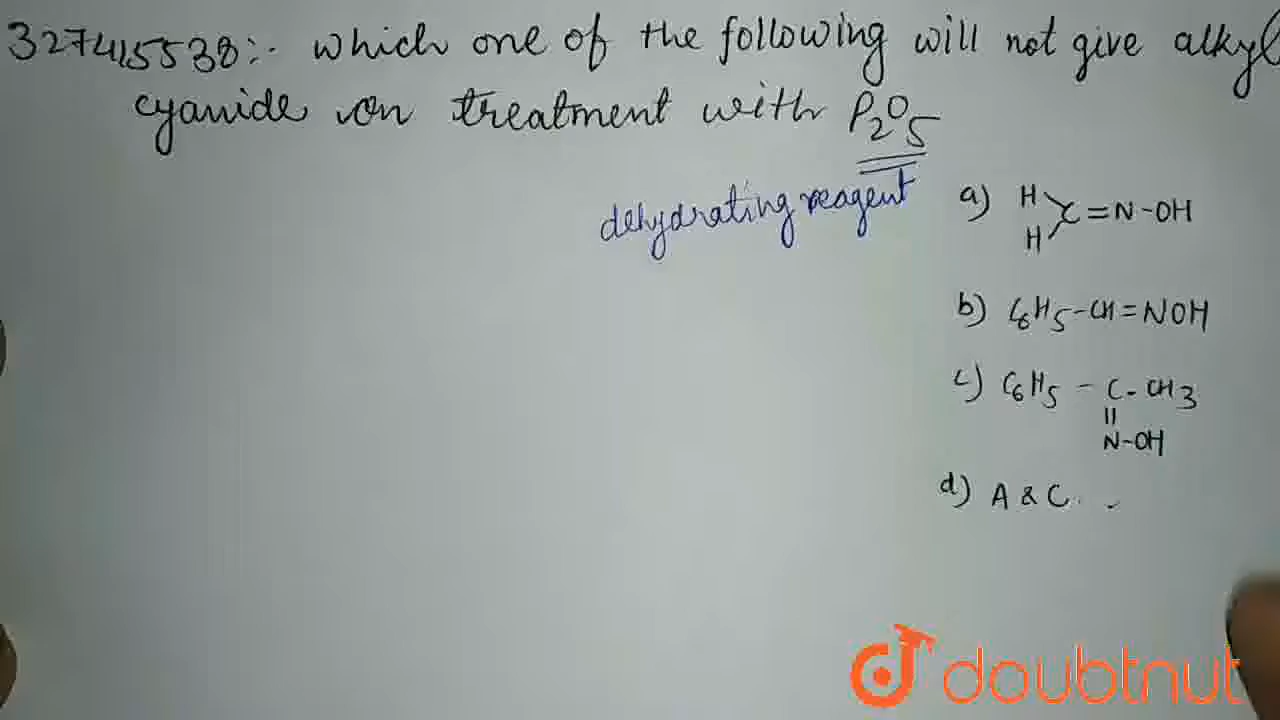 327415538:- which one of the following will not give alkyl
cyanide on treatment with P2O5
dehydrating reagent
a) H
H C=N-OH
b) C6H5-CH=NOH
c) C6H5-C-CH3
||
N-OH
d) A & C.
doubtnut